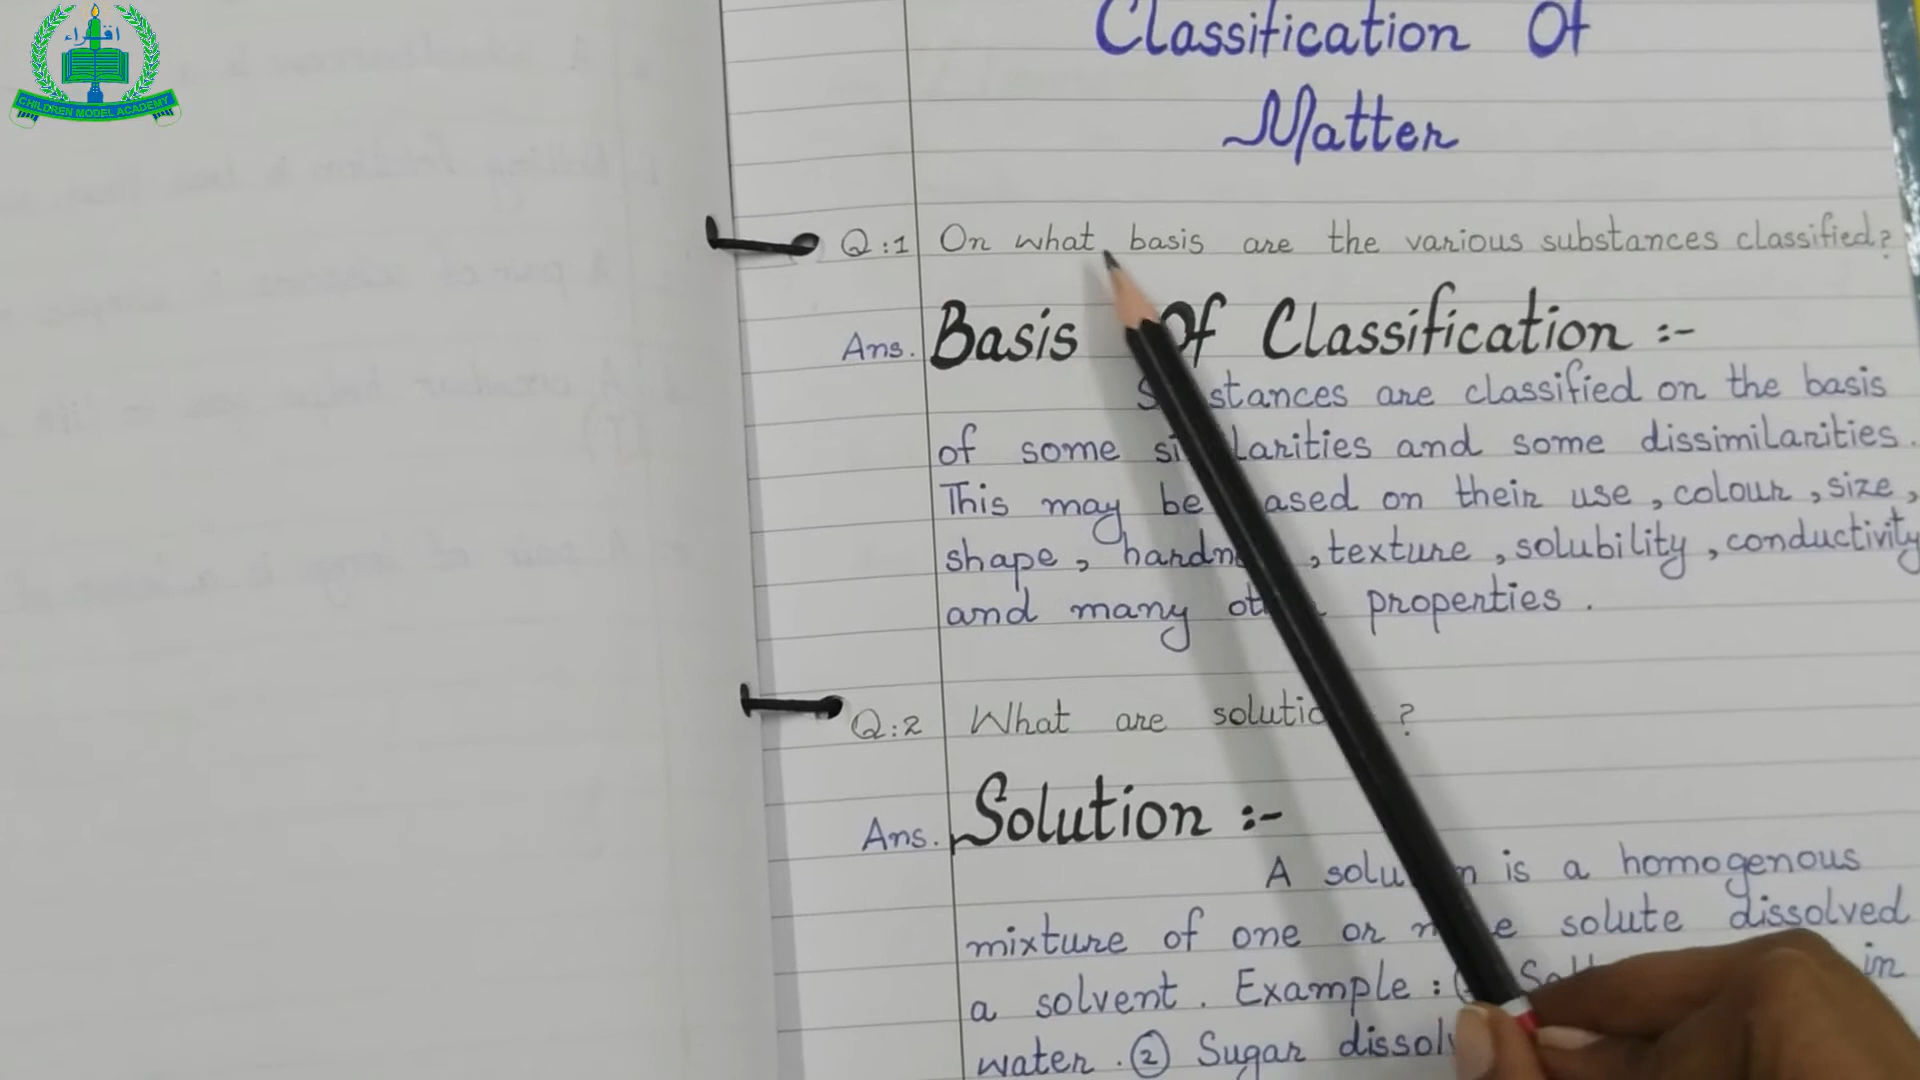 اقراء
CHILDREN MODEL ACADEMY
Classification Of
Matter
Q:1 On what basis are the various substances classified?
Ans. Basis Of Classification :-
are classified on the basis
of some and some dissimilarities.
This may be on their use, colour, size,
shape, texture, solubility, conductivity
and many properties.
Q:2 What are ?
Ans. Solution :-
A is a homogenous
mixture of one or solute dissolved
a solvent. Example : in
water. ② Sugar